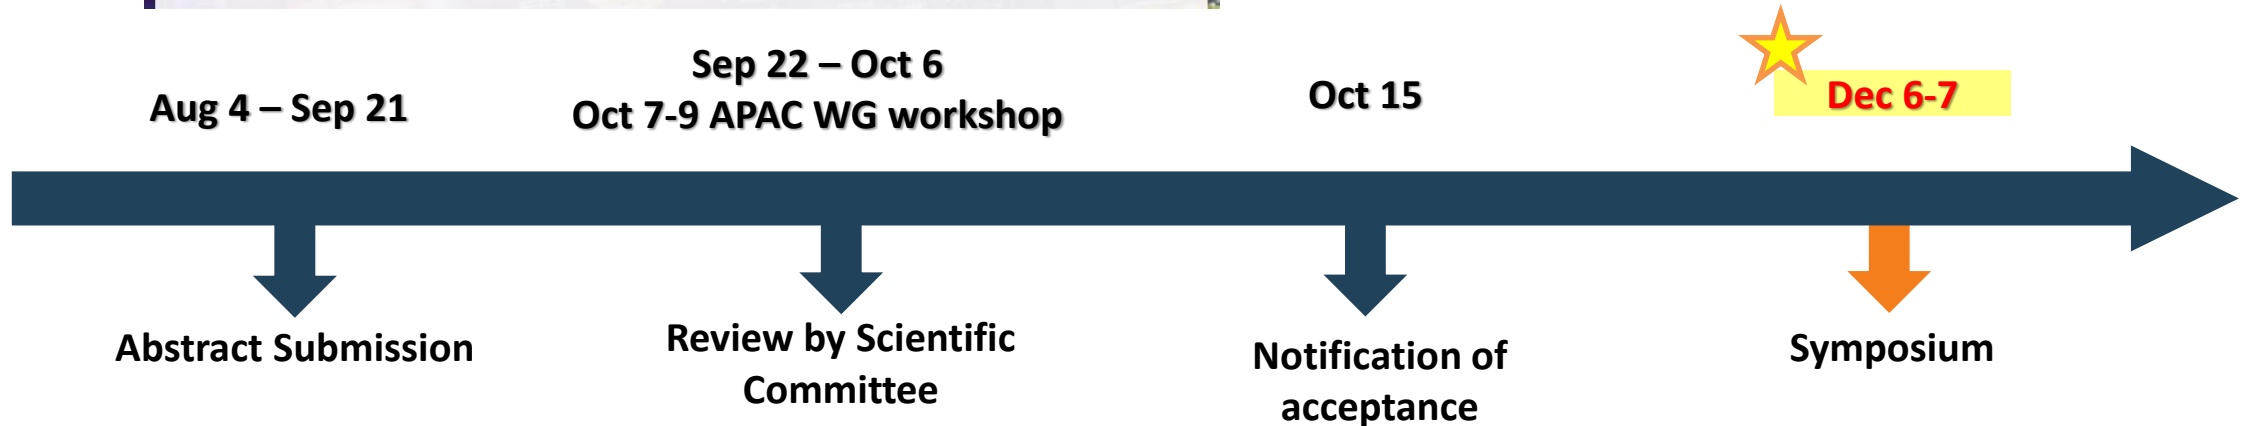 Aug 4 – Sep 21
Sep 22 – Oct 6
Oct 7-9 APAC WG workshop
Oct 15
Dec 6-7
Abstract Submission
Review by Scientific
Committee
Notification of
acceptance
Symposium